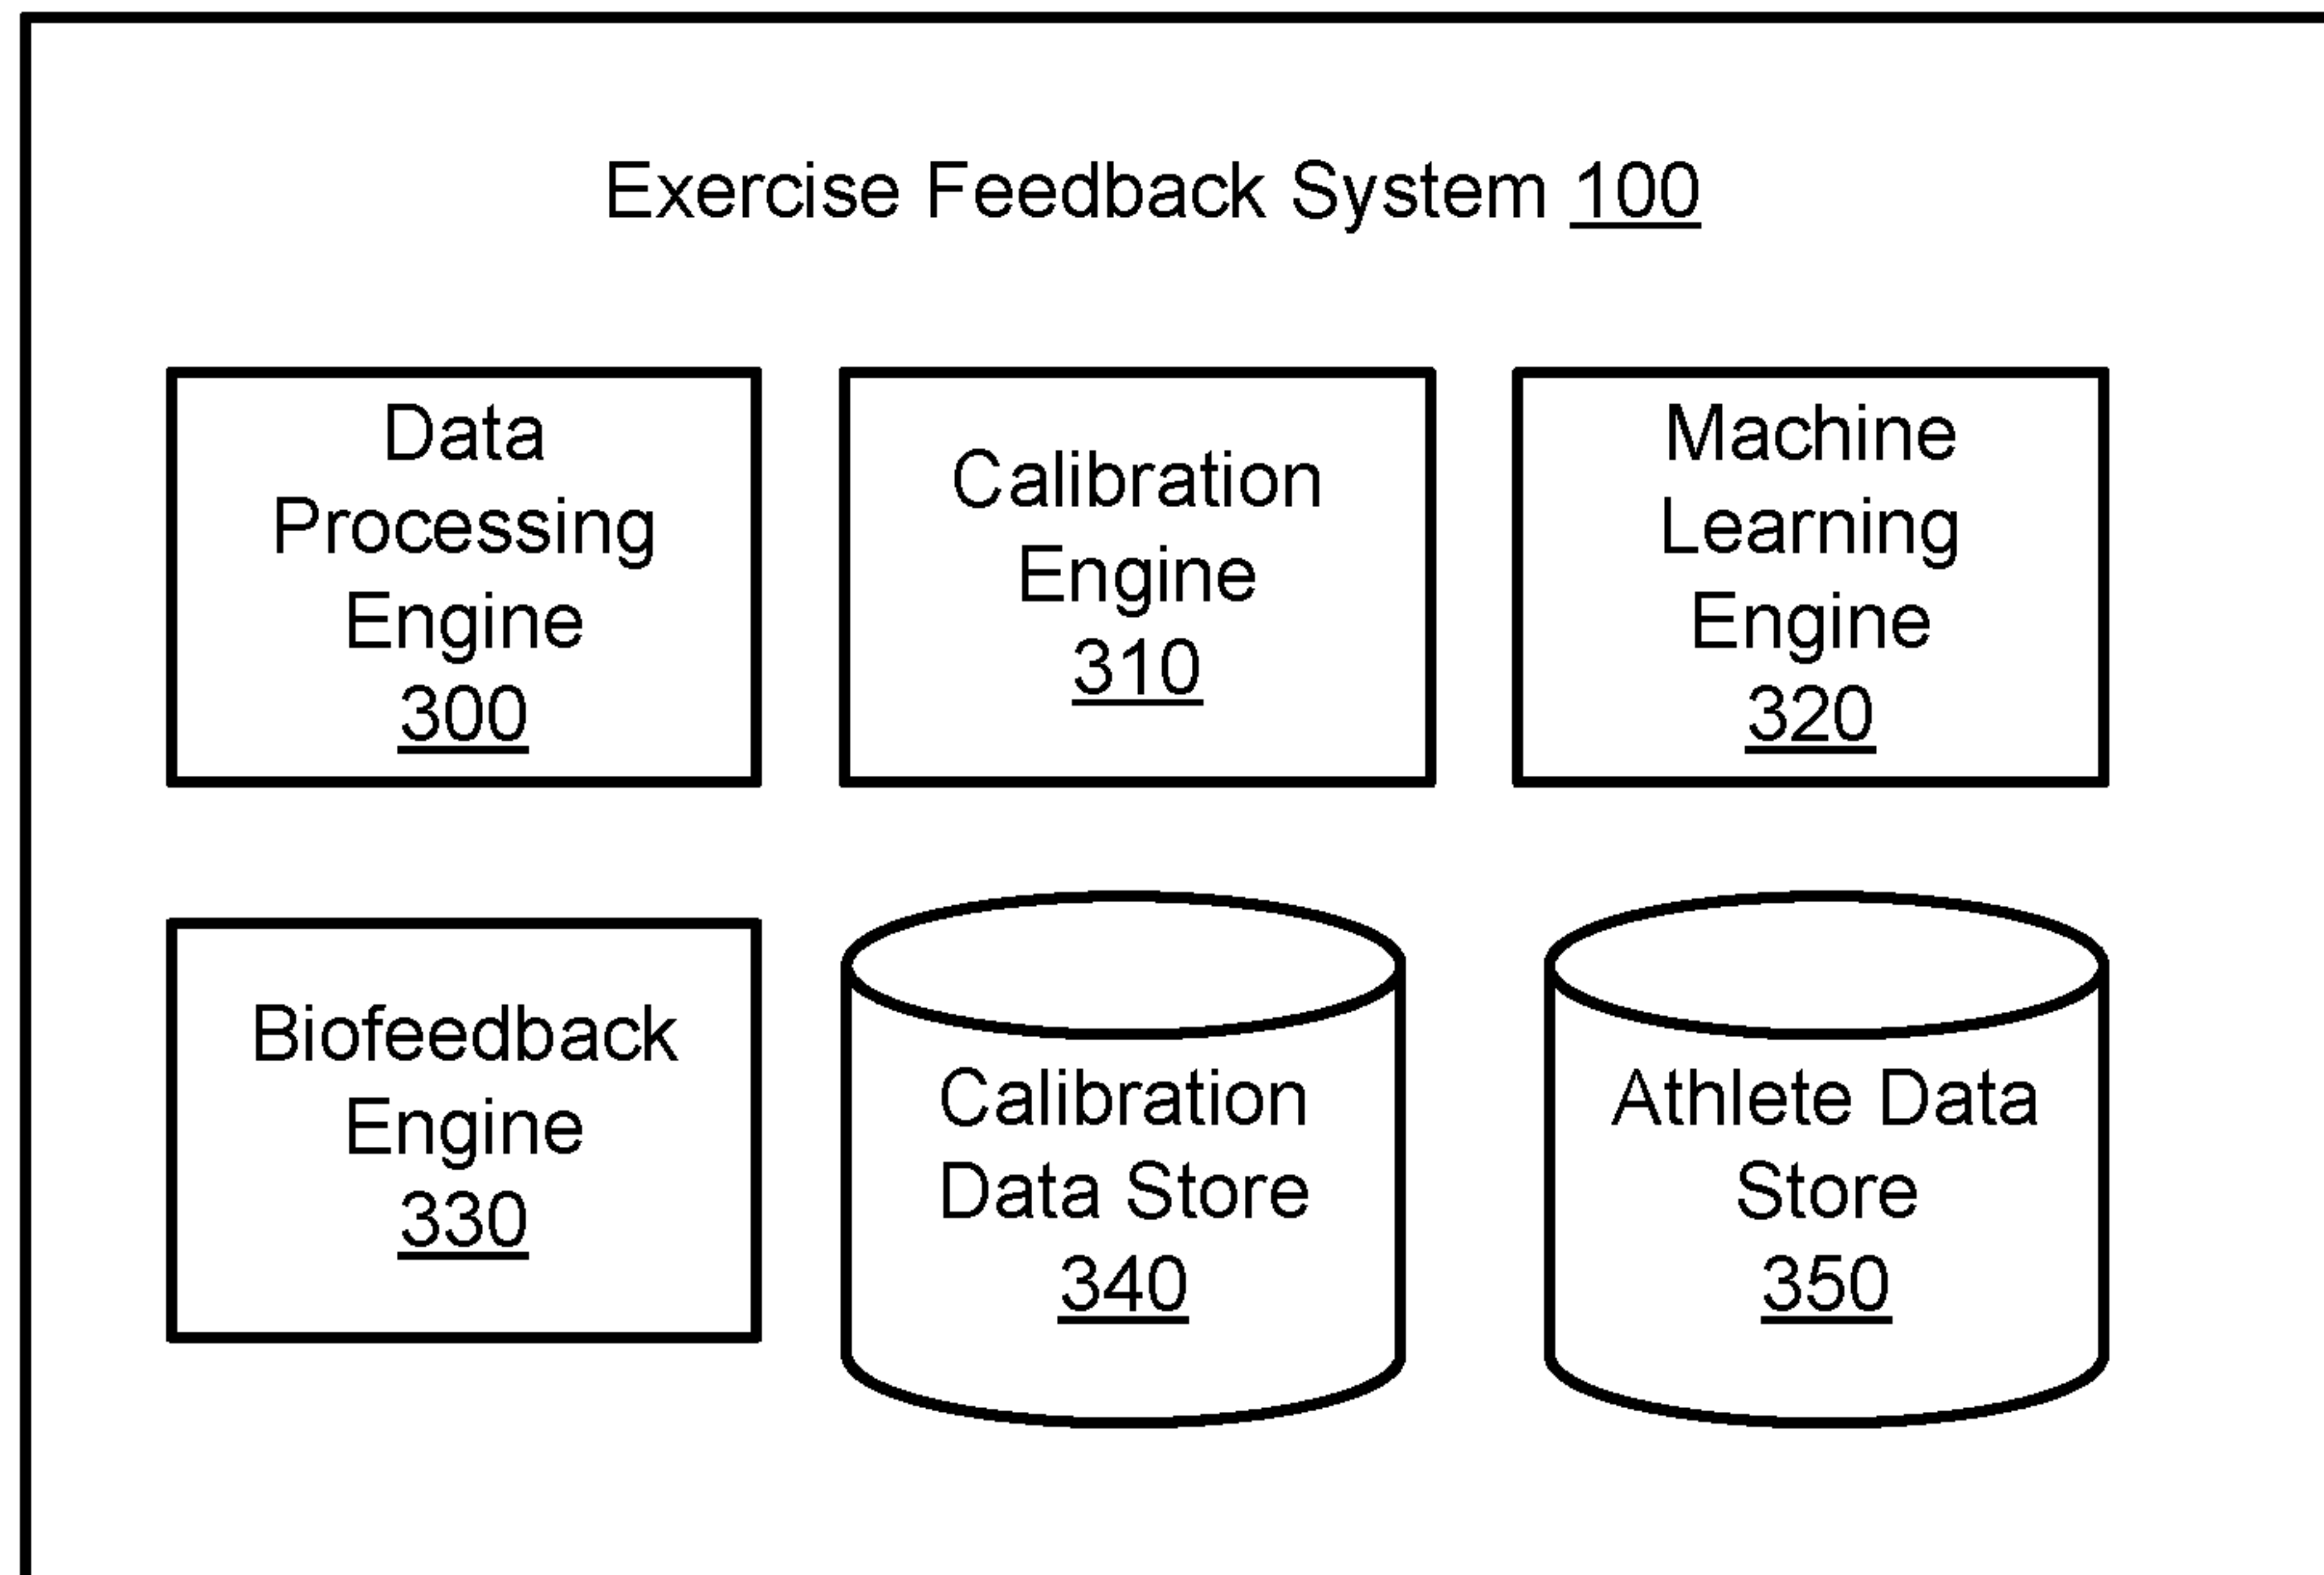 Exercise Feedback System 100
Data
Processing
Engine
300
Calibration
Engine
310
Machine
Learning
Engine
320
Biofeedback
Engine
330
Calibration
Data Store
340
Athlete Data
Store
350